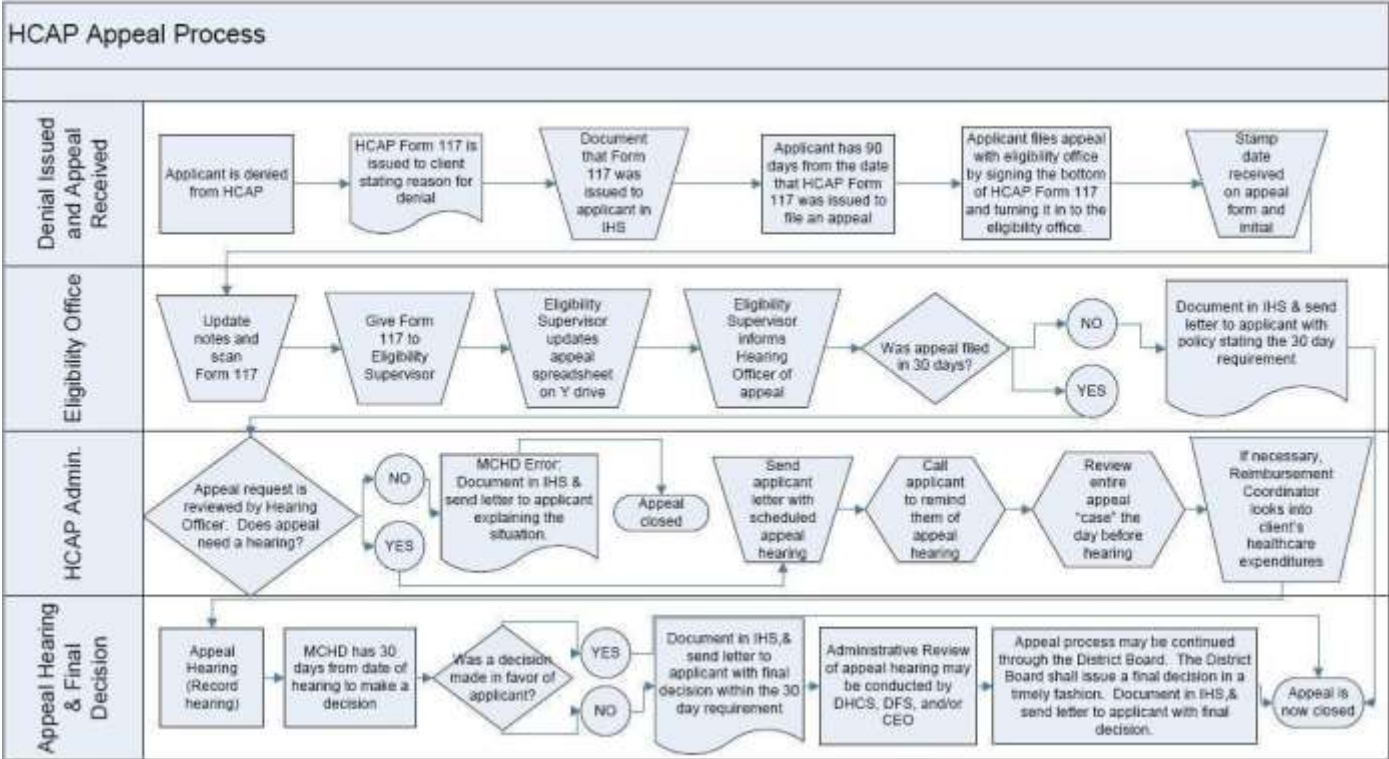 HCAP Appeal Process
Denial Issued
and Appeal
Received
Applicant is denied
from HCAP
HCAP Form 117 is
issued to client
stating reason for
denial
Document
that Form
117 was
issued to
applicant in
IHS
Applicant has 90
days from the date
that HCAP Form
117 was issued to
file an appeal
Applicant files appeal
with eligibility office
by signing the bottom
of HCAP Form 117
and turning it in to the
eligibility office.
Stamp
date
received
on appeal
form and
initial
Eligibility Office
Update
notes and
scan
Form 117
Give Form
117 to
Eligibility
Supervisor
Eligibility
Supervisor
updates
appeal
spreadsheet
on Y drive
Eligibility
Supervisor
informs
Hearing
Officer of
appeal
Was appeal filed
in 30 days?
NO
YES
Document in IHS & send
letter to applicant with
policy stating the 30 day
requirement
HCAP Admin.
Appeal request is
reviewed by Hearing
Officer. Does appeal
need a hearing?
NO
YES
MCHD Error:
Document in IHS &
send letter to applicant
explaining the
situation.
Appeal
closed
Send
applicant
letter with
scheduled
appeal
hearing
Call
applicant
to remind
them of
appeal
hearing
Review
entire
appeal
"case" the
day before
hearing
If necessary,
Reimbursement
Coordinator
looks into
client's
healthcare
expenditures
Appeal Hearing
& Final
Decision
Appeal
Hearing
(Record
hearing)
MCHD has 30
days from date of
hearing to make a
decision
Was a decision
made in favor of
applicant?
YES
NO
Document in IHS,&
send letter to
applicant with final
decision within the 30
day requirement
Administrative Review
of appeal hearing may
be conducted by
DHCS, DFS, and/or
CEO
Appeal process may be continued
through the District Board. The District
Board shall issue a final decision in a
timely fashion. Document in IHS,&
send letter to applicant with final
decision.
Appeal is
now closed